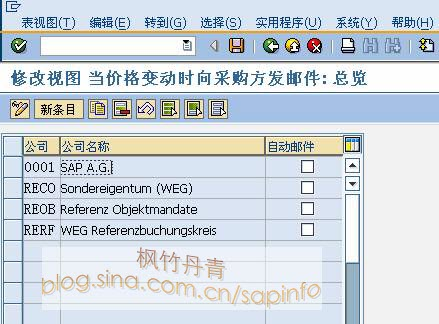 表视图(T) 编辑(E) 转到(G) 选择(S) 实用程序(U) 系统(Y) 帮助(H)
修改视图 当价格变动时向采购方发邮件: 总览
新条目
公司 公司名称 自动邮件
0001 SAP A.G.
RECO Sondereigentum (WEG)
REOB Referenz Objektmandate
RERF WEG Referenzbuchungskreis
枫竹丹青
blog.sina.com.cn/sapinfo